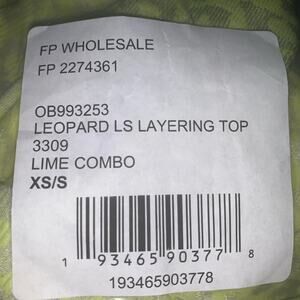 FP WHOLESALE
FP 2274361
OB993253
LEOPARD LS LAYERING TOP
3309
LIME COMBO
XS/S
1 93465 90377 8
193465903778